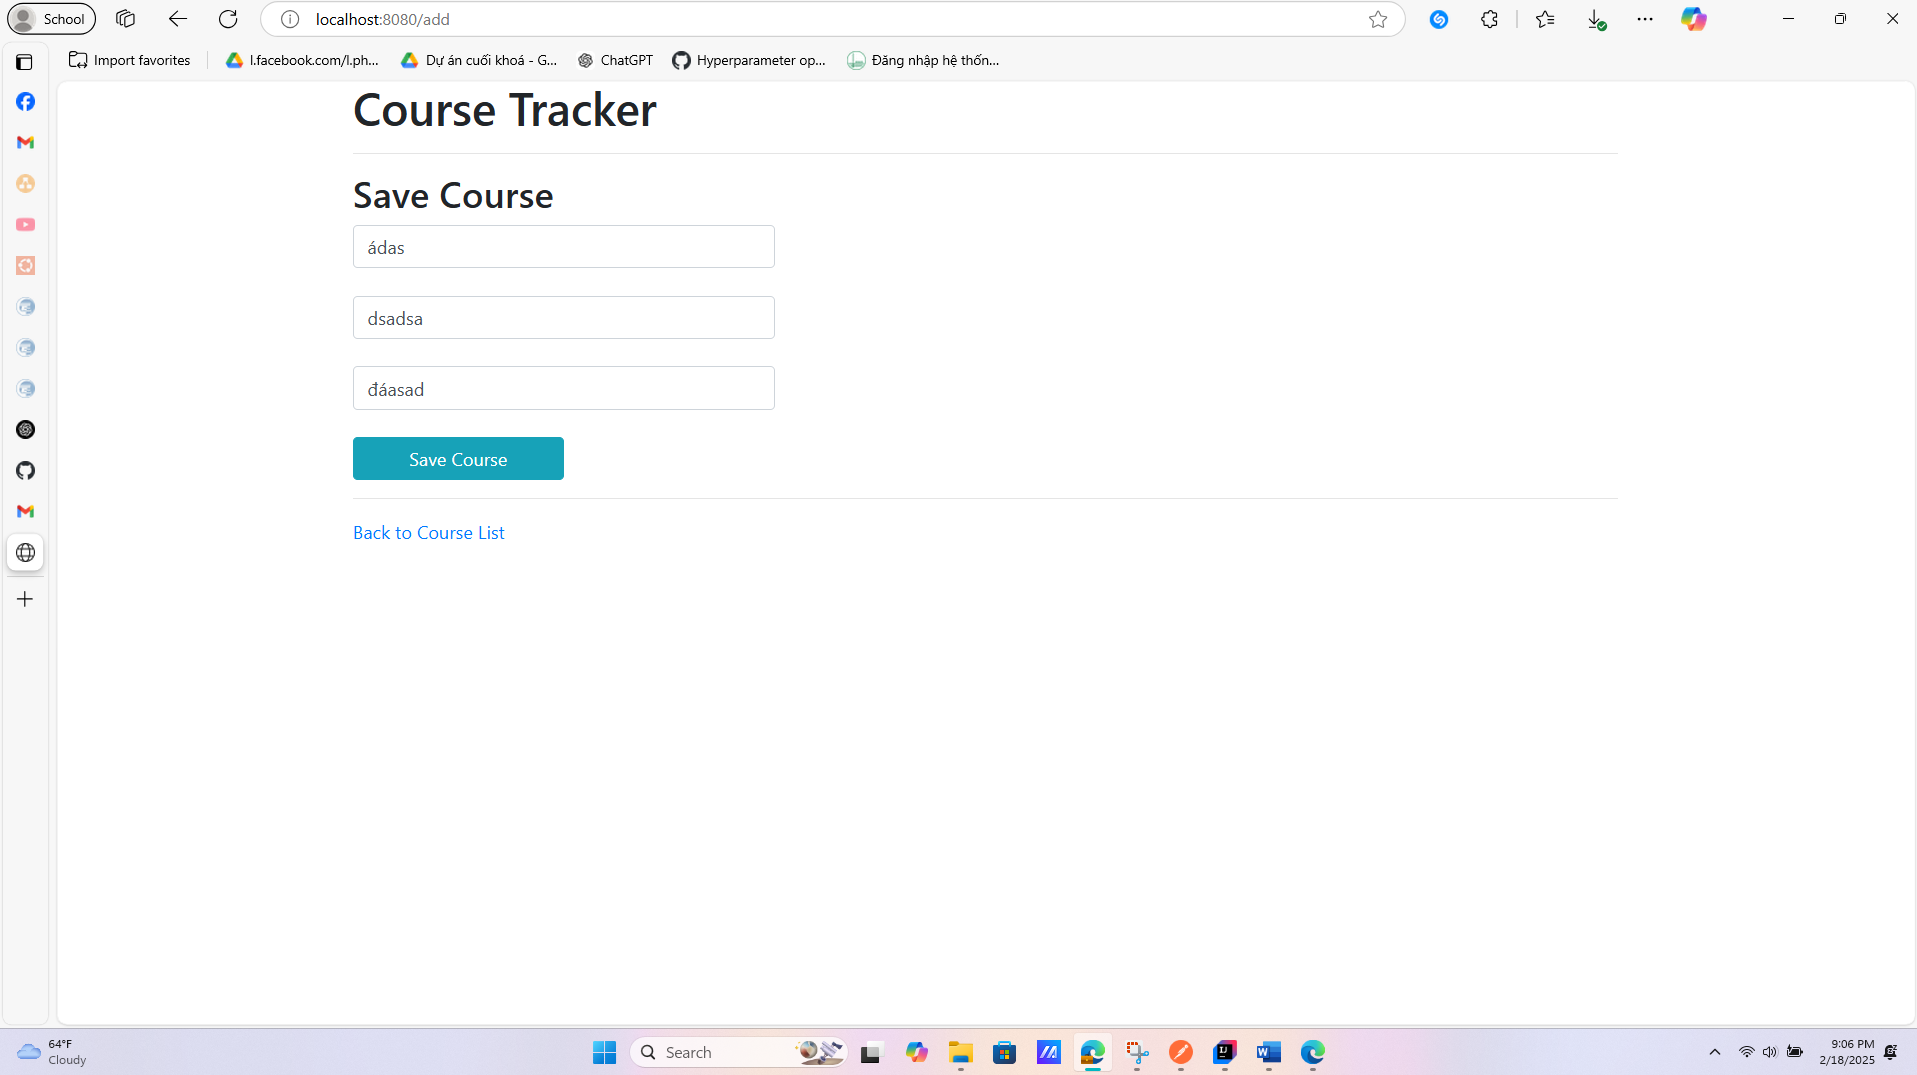 School
localhost:8080/add
Import favorites
l.facebook.com/l.ph...
Dự án cuối khoá - G...
ChatGPT
Hyperparameter op...
Đăng nhập hệ thốn...
Course Tracker
Save Course
ádas
dsadsa
đáasad
Save Course
Back to Course List
64°F
Cloudy
Search
9:06 PM
2/18/2025